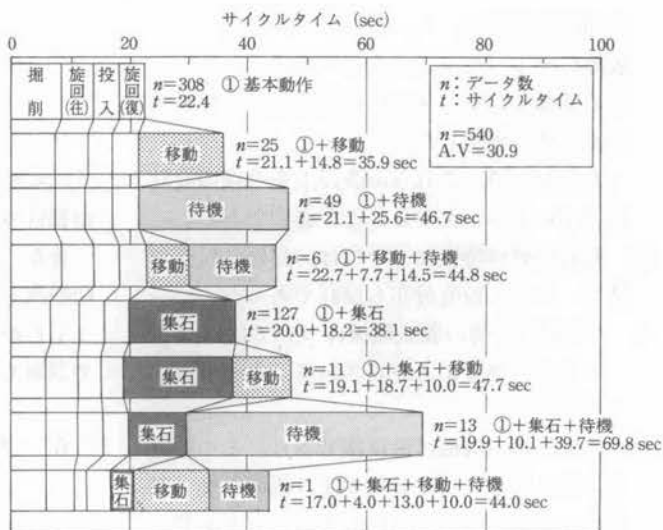 サイクルタイム (sec)
0 20 40 60 80 100
掘削
旋回(往)
投入
旋回(復)
n=308 ①基本動作
t=22.4
n:データ数
t:サイクルタイム
n=540
A.V=30.9
移動
n=25 ①+移動
t=21.1+14.8=35.9 sec
待機
n=49 ①+待機
t=21.1+25.6=46.7 sec
移動 待機
n=6 ①+移動+待機
t=22.7+7.7+14.5=44.8 sec
集石
n=127 ①+集石
t=20.0+18.2=38.1 sec
集石 移動
n=11 ①+集石+移動
t=19.1+18.7+10.0=47.7 sec
集石 待機
n=13 ①+集石+待機
t=19.9+10.1+39.7=69.8 sec
集石 移動 待機
n=1 ①+集石+移動+待機
t=17.0+4.0+13.0+10.0=44.0 sec